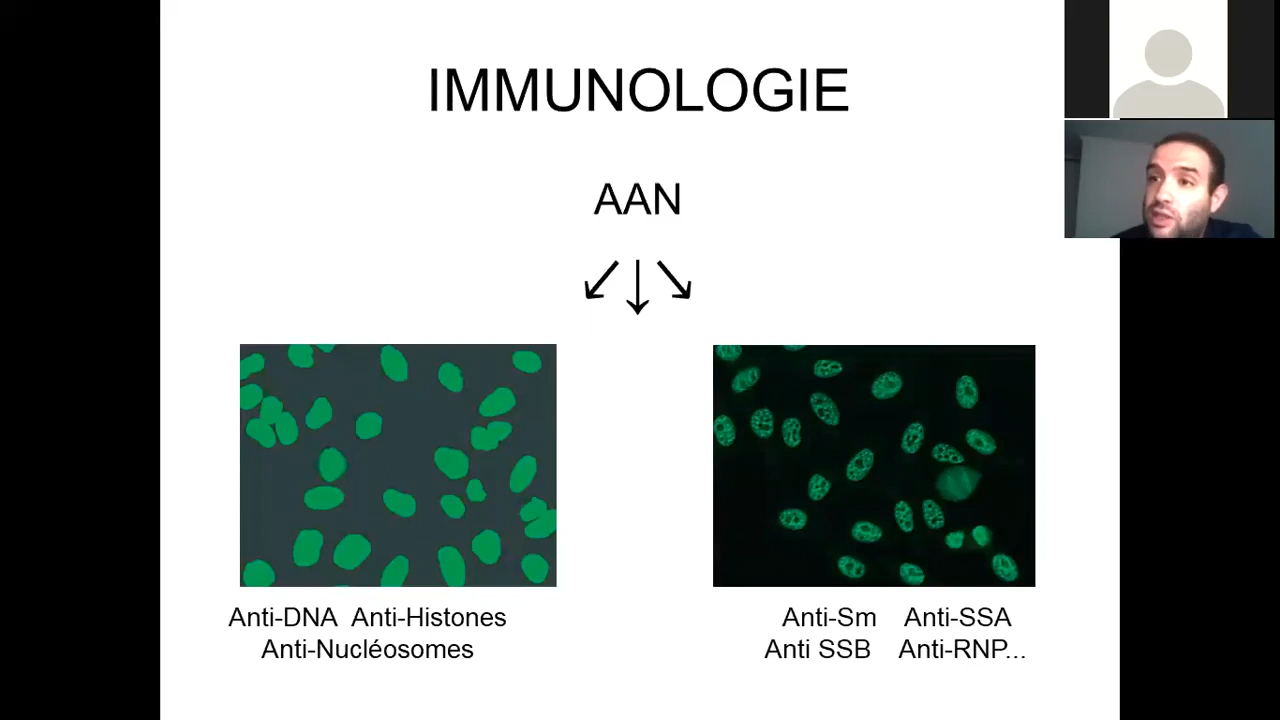 IMMUNOLOGIE
AAN
Anti-DNA Anti-Histones
Anti-Nucléosomes
Anti-Sm Anti-SSA
Anti SSB Anti-RNP...